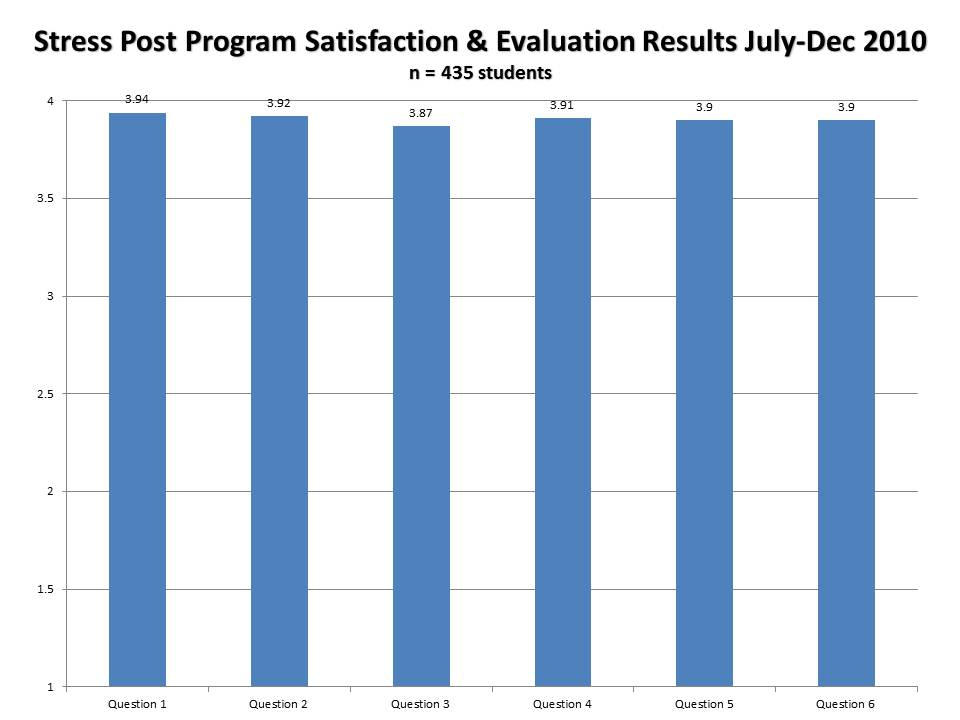 Stress Post Program Satisfaction & Evaluation Results July-Dec 2010
n = 435 students
4
3.5
3
2.5
2
1.5
1
3.94
3.92
3.87
3.91
3.9
3.9
Question 1
Question 2
Question 3
Question 4
Question 5
Question 6